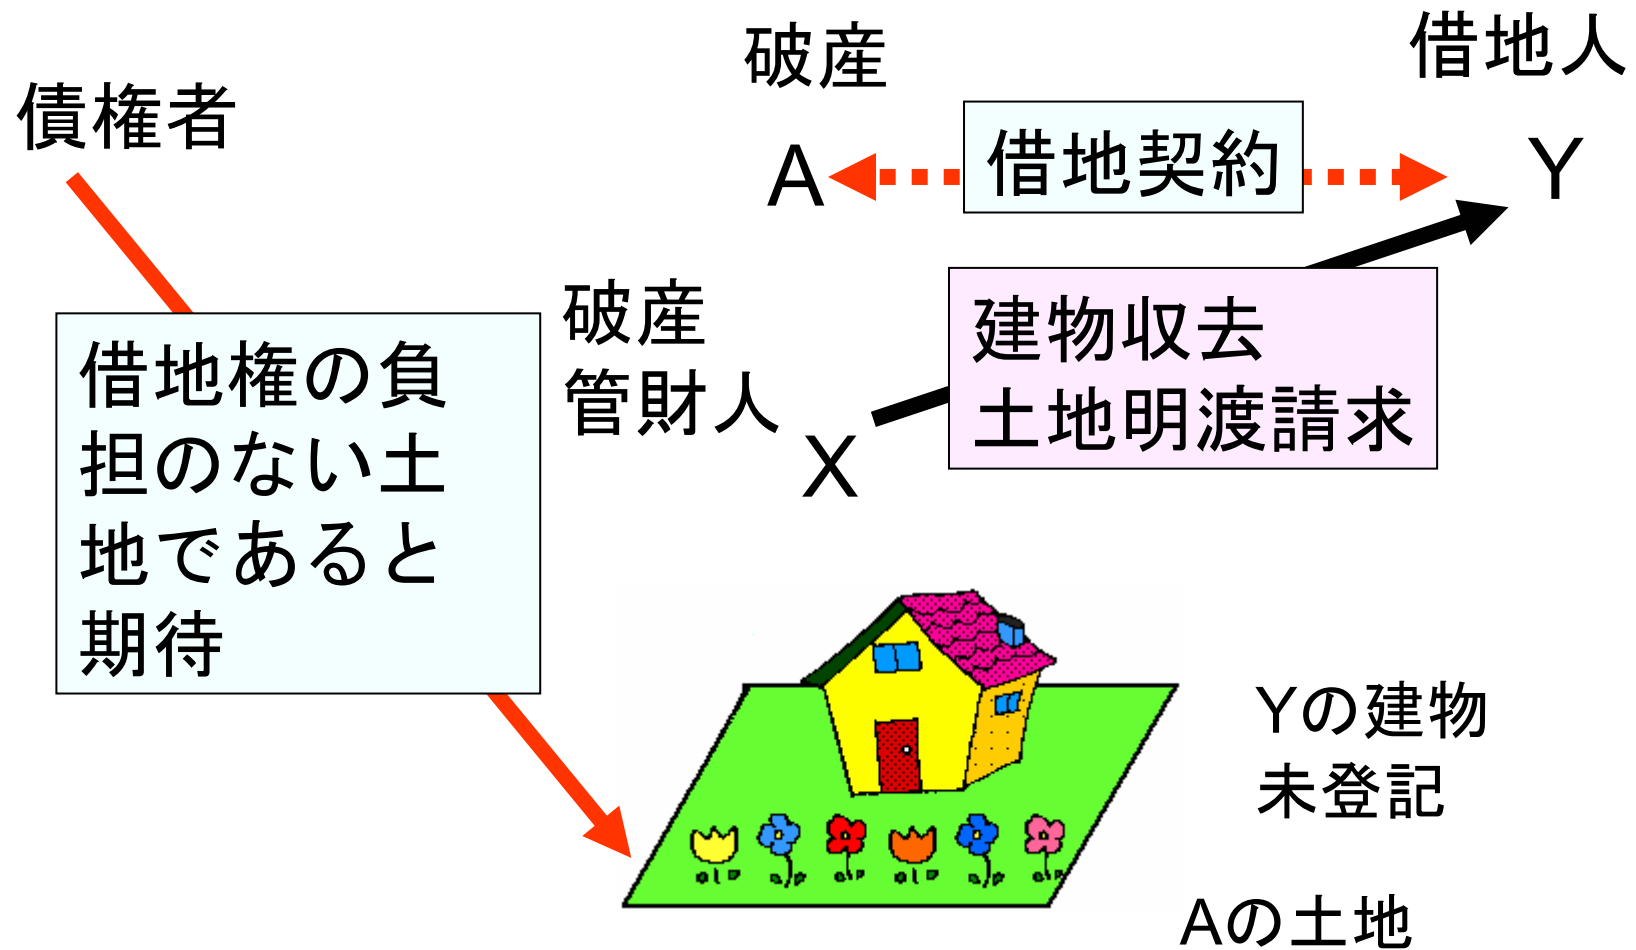 破産
借地人
債権者
A
借地契約
Y
破産
管財人
X
建物収去
土地明渡請求
借地権の負
担のない土
地であると
期待
Yの建物
未登記
Aの土地